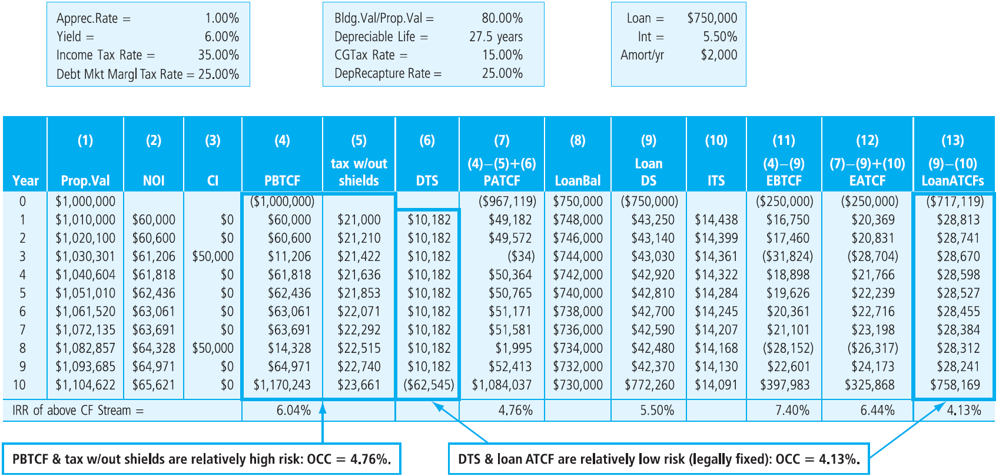 Apprec.Rate = 1.00%
Yield = 6.00%
Income Tax Rate = 35.00%
Debt Mkt Margl Tax Rate = 25.00%
Bldg.Val/Prop.Val = 80.00%
Depreciable Life = 27.5 years
CGTax Rate = 15.00%
DepRecapture Rate = 25.00%
Loan = $750,000
Int = 5.50%
Amort/yr $2,000
(1) (2) (3) (4) (5) (6) (7) (8) (9) (10) (11) (12) (13)
tax w/out (4)–(5)+(6) Loan (4)–(9) (7)–(9)+(10) (9)–(10)
Year Prop.Val NOI CI PBTCF shields DTS PATCF LoanBal DS ITS EBTCF EATCF LoanATCFs
0 $1,000,000 ($1,000,000) ($967,119) $750,000 ($750,000) ($250,000) ($250,000) ($717,119)
1 $1,010,000 $60,000 $0 $60,000 $21,000 $10,182 $49,182 $748,000 $43,250 $14,438 $16,750 $20,369 $28,813
2 $1,020,100 $60,600 $0 $60,600 $21,210 $10,182 $49,572 $746,000 $43,140 $14,399 $17,460 $20,831 $28,741
3 $1,030,301 $61,206 $50,000 $11,206 $21,422 $10,182 ($34) $744,000 $43,030 $14,361 ($31,824) ($28,704) $28,670
4 $1,040,604 $61,818 $0 $61,818 $21,636 $10,182 $50,364 $742,000 $42,920 $14,322 $18,898 $21,766 $28,598
5 $1,051,010 $62,436 $0 $62,436 $21,853 $10,182 $50,765 $740,000 $42,810 $14,284 $19,626 $22,239 $28,527
6 $1,061,520 $63,061 $0 $63,061 $22,071 $10,182 $51,171 $738,000 $42,700 $14,245 $20,361 $22,716 $28,455
7 $1,072,135 $63,691 $0 $63,691 $22,292 $10,182 $51,581 $736,000 $42,590 $14,207 $21,101 $23,198 $28,384
8 $1,082,857 $64,328 $50,000 $14,328 $22,515 $10,182 $1,995 $734,000 $42,480 $14,168 ($28,152) ($26,317) $28,312
9 $1,093,685 $64,971 $0 $64,971 $22,740 $10,182 $52,413 $732,000 $42,370 $14,130 $22,601 $24,173 $28,241
10 $1,104,622 $65,621 $0 $1,170,243 $23,661 ($62,545) $1,084,037 $730,000 $772,260 $14,091 $397,983 $325,868 $758,169
IRR of above CF Stream = 6.04% 4.76% 5.50% 7.40% 6.44% 4.13%
PBTCF & tax w/out shields are relatively high risk: OCC = 4.76%.
DTS & loan ATCF are relatively low risk (legally fixed): OCC = 4.13%.